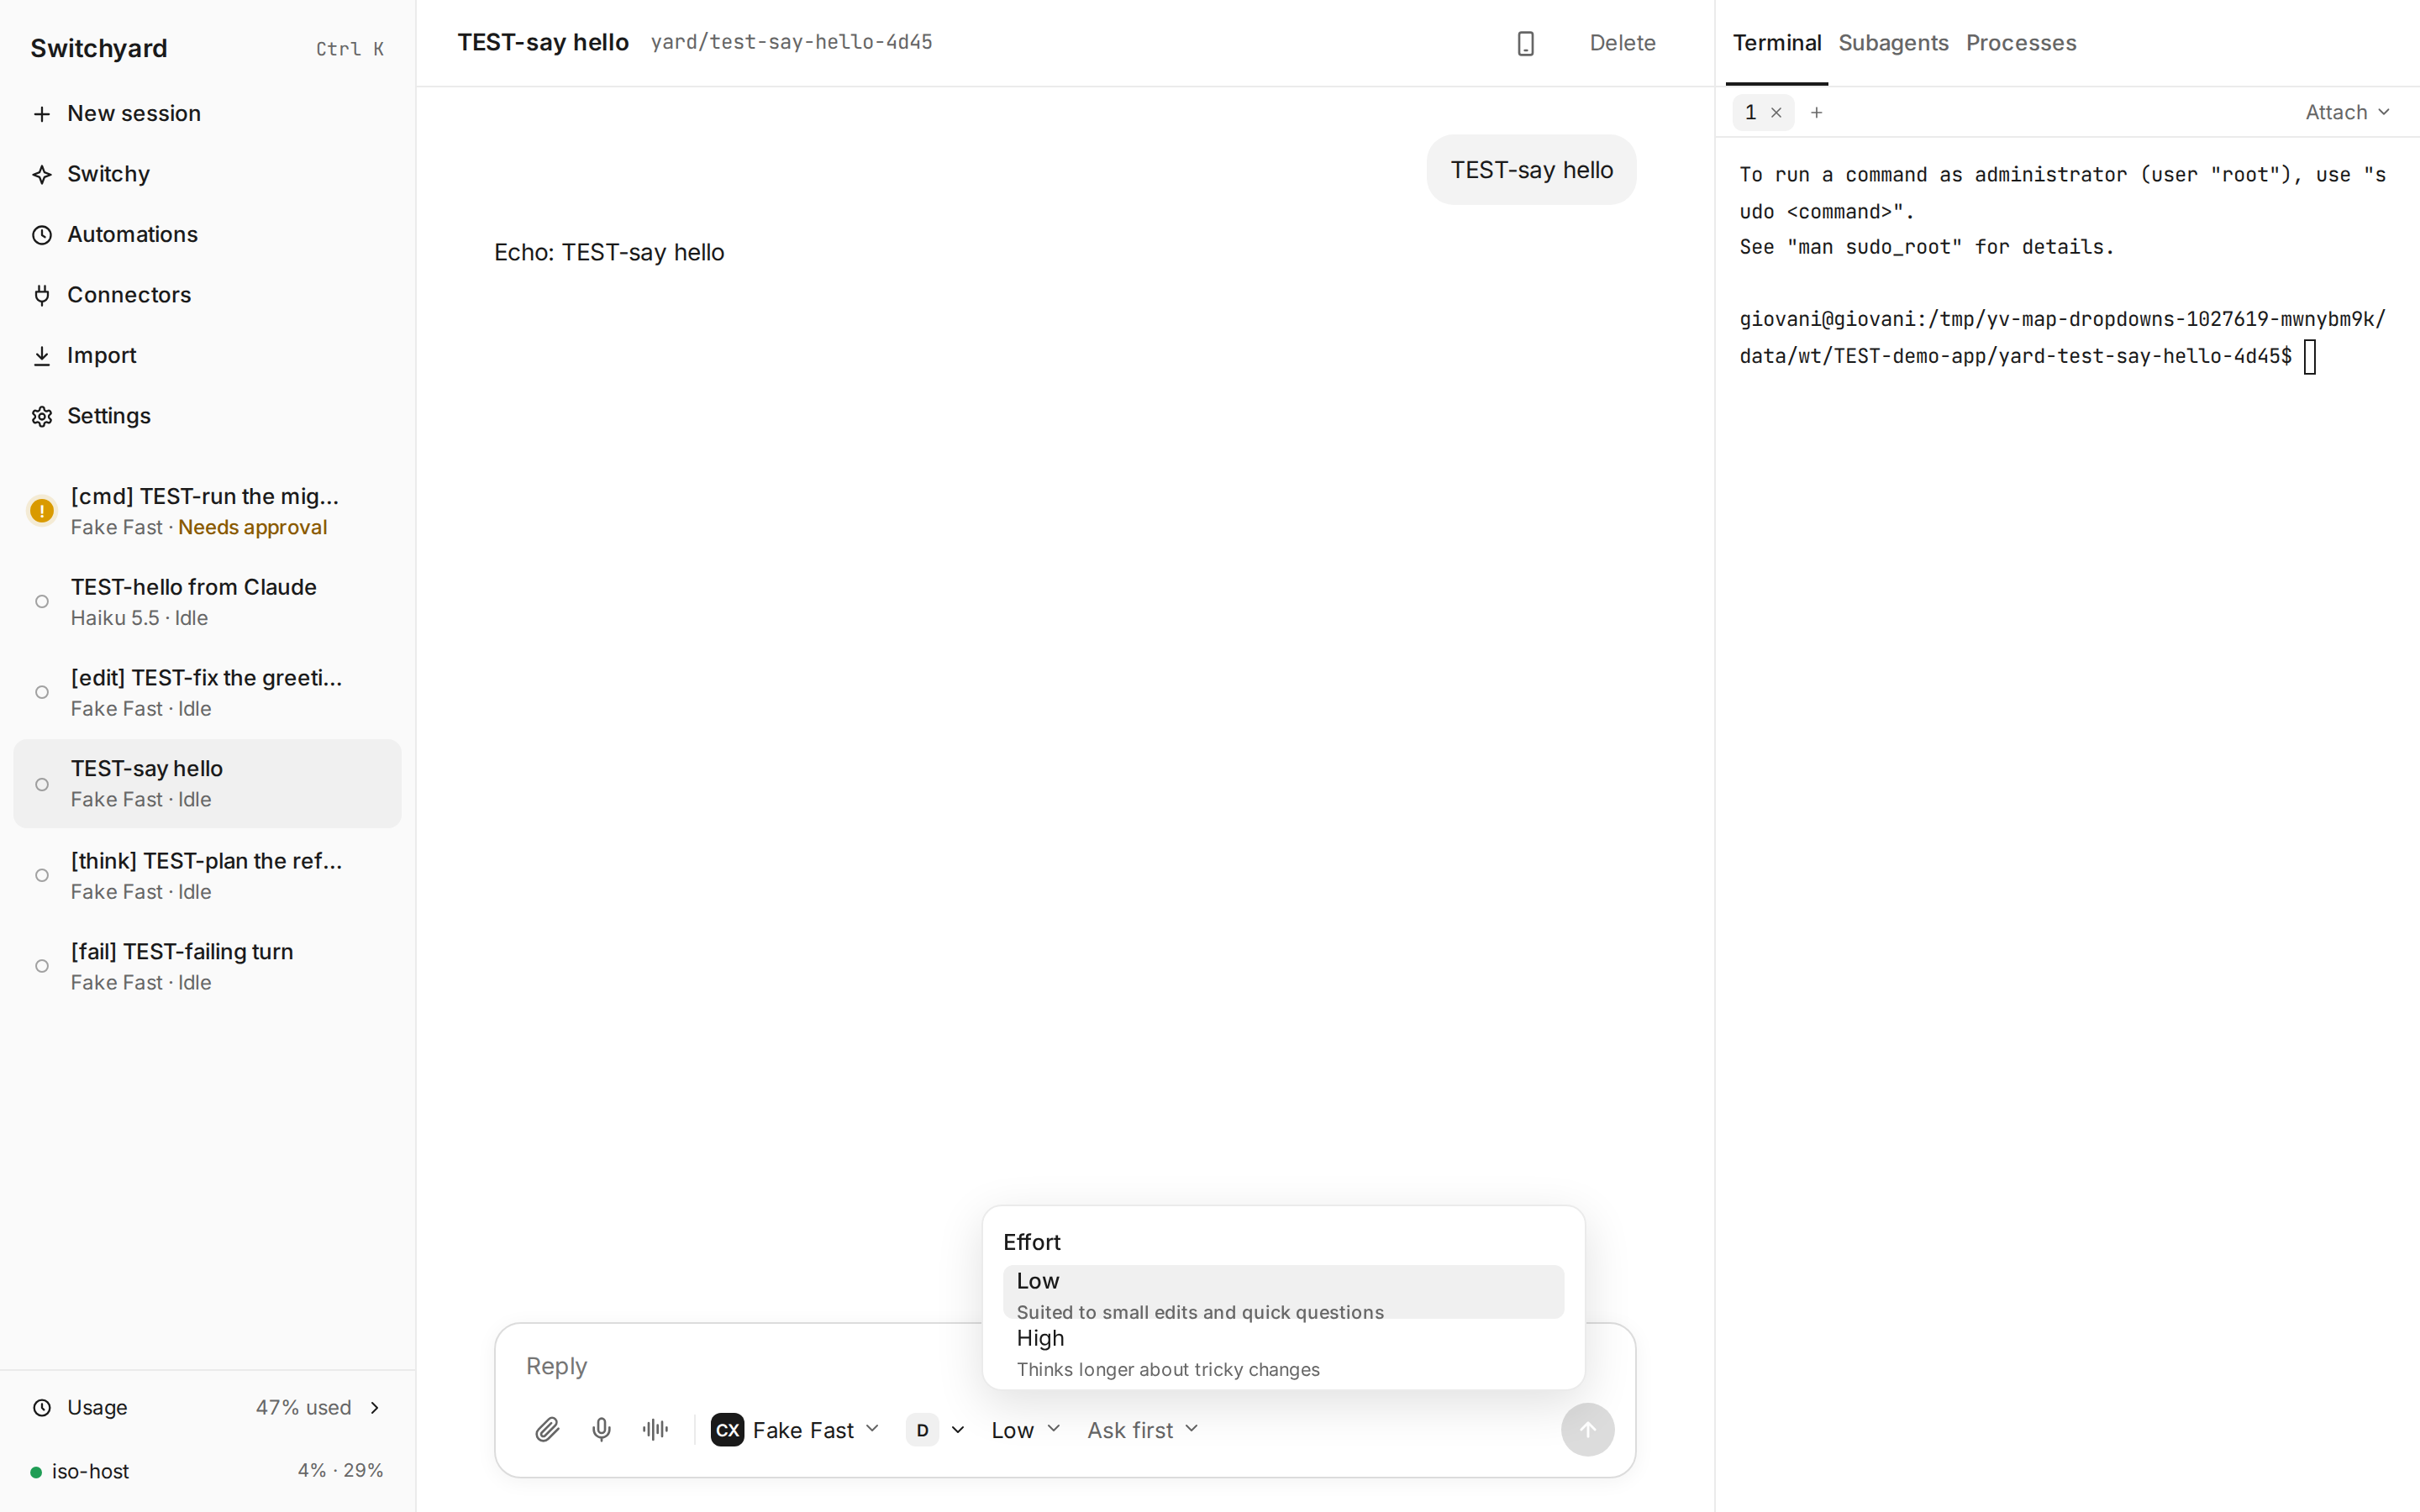 Switchyard
Ctrl K
New session
Switchy
Automations
Connectors
Import
Settings
[cmd] TEST-run the mig...
Fake Fast · Needs approval
TEST-hello from Claude
Haiku 5.5 · Idle
[edit] TEST-fix the greeti...
Fake Fast · Idle
TEST-say hello
Fake Fast · Idle
[think] TEST-plan the ref...
Fake Fast · Idle
[fail] TEST-failing turn
Fake Fast · Idle
Usage
47% used
iso-host
4% · 29%
TEST-say hello
yard/test-say-hello-4d45
Delete
TEST-say hello
Echo: TEST-say hello
Effort
Low
Suited to small edits and quick questions
High
Thinks longer about tricky changes
Reply
CX Fake Fast
D
Low
Ask first
Terminal
Subagents
Processes
1
Attach
To run a command as administrator (user "root"), use "s
udo <command>".
See "man sudo_root" for details.
giovani@giovani:/tmp/yv-map-dropdowns-1027619-mwnybm9k/
data/wt/TEST-demo-app/yard-test-say-hello-4d45$